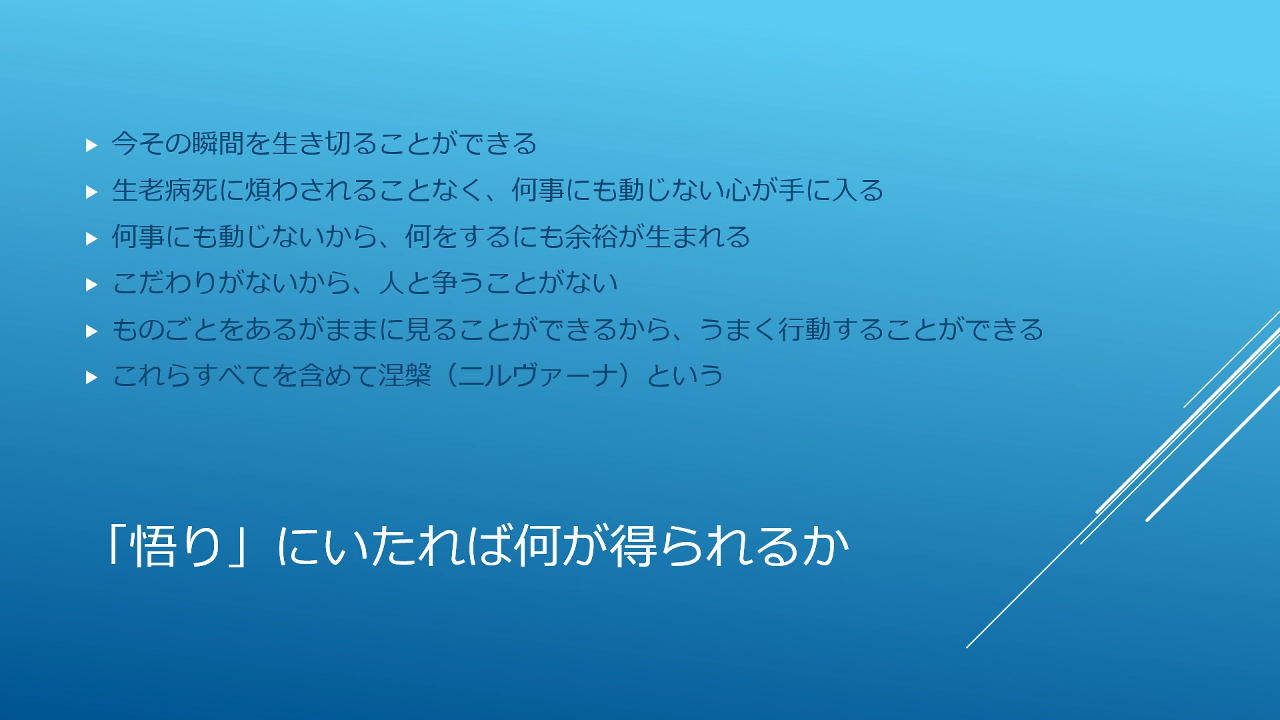 今その瞬間を生き切ることができる
生老病死に煩わされることなく、何事にも動じない心が手に入る
何事にも動じないから、何をするにも余裕が生まれる
こだわりがないから、人と争うことがない
ものごとをあるがままに見ることができるから、うまく行動することができる
これらすべてを含めて涅槃（ニルヴァーナ）という
「悟り」にいたれば何が得られるか